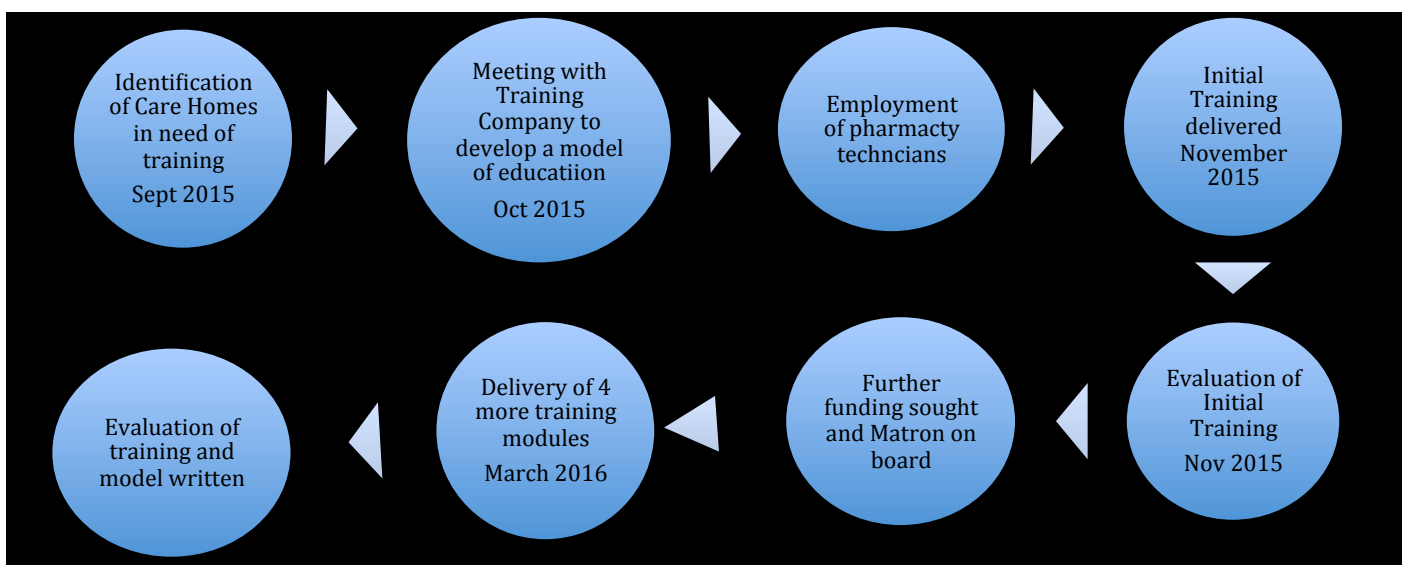 Identification
of Care Homes
in need of
training
Sept 2015
Meeting with
Training
Company to
develop a model
of educatiion
Oct 2015
Employment
of pharmacty
techncians
Initial
Training
delivered
November
2015
Evaluation of
Initial
Training
Nov 2015
Further
funding sought
and Matron on
board
Delivery of 4
more training
modules
March 2016
Evaluation of
training and
model written